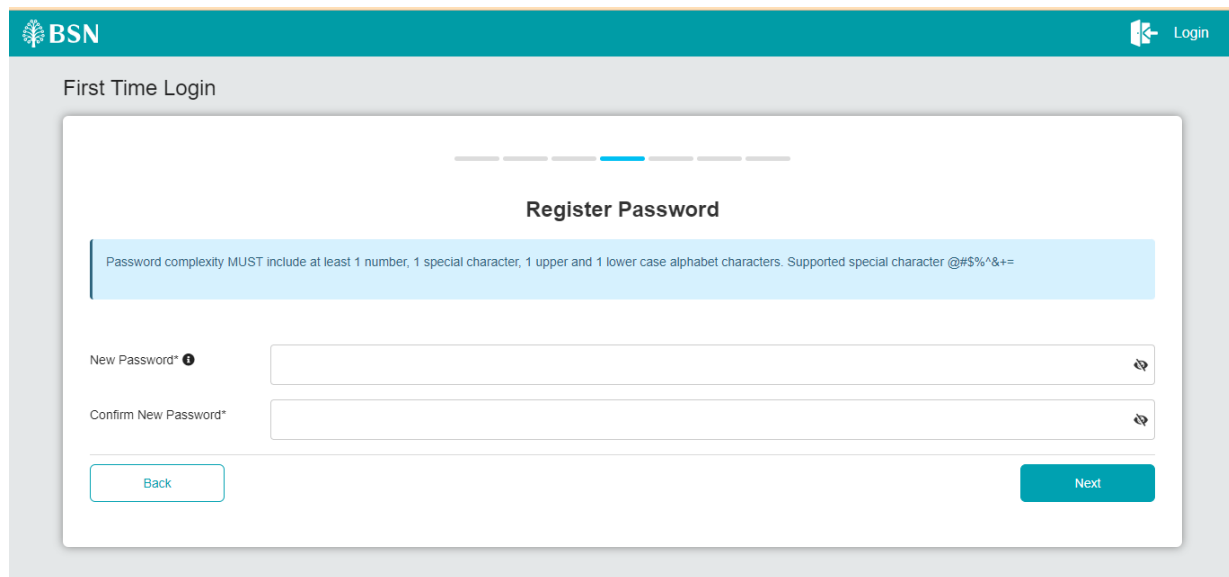 BSN
Login
First Time Login
Register Password
Password complexity MUST include at least 1 number, 1 special character, 1 upper and 1 lower case alphabet characters. Supported special character @#$%^&+=
New Password*
Confirm New Password*
Back
Next